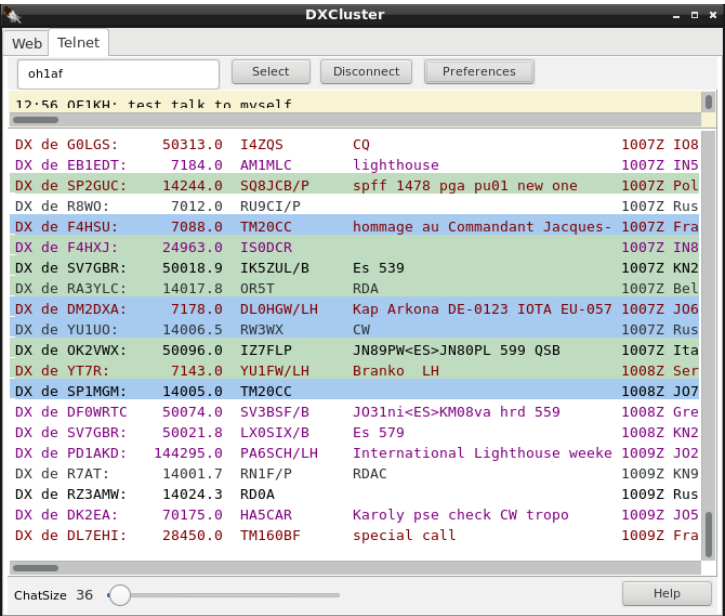 DXCluster
Web Telnet
oh1af Select Disconnect Preferences
12:56 OF1KH: test talk to myself
DX de G0LGS: 50313.0 I4ZQS CQ 1007Z IO8
DX de EB1EDT: 7184.0 AM1MLC lighthouse 1007Z IN5
DX de SP2GUC: 14244.0 SQ8JCB/P spff 1478 pga pu01 new one 1007Z Pol
DX de R8WO: 7012.0 RU9CI/P 1007Z Rus
DX de F4HSU: 7088.0 TM20CC hommage au Commandant Jacques- 1007Z Fra
DX de F4HXJ: 24963.0 IS0DCR 1007Z IN8
DX de SV7GBR: 50018.9 IK5ZUL/B Es 539 1007Z KN2
DX de RA3YLC: 14017.8 OR5T RDA 1007Z Bel
DX de DM2DXA: 7178.0 DL0HGW/LH Kap Arkona DE-0123 IOTA EU-057 1007Z JO6
DX de YU1UO: 14006.5 RW3WX CW 1007Z Rus
DX de OK2VWX: 50096.0 IZ7FLP JN89PW<ES>JN80PL 599 QSB 1007Z Ita
DX de YT7R: 7143.0 YU1FW/LH Branko LH 1008Z Ser
DX de SP1MGM: 14005.0 TM20CC 1008Z JO7
DX de DF0WRTC 50074.0 SV3BSF/B JO31ni<ES>KM08va hrd 559 1008Z Gre
DX de SV7GBR: 50021.8 LX0SIX/B Es 579 1008Z KN2
DX de PD1AKD: 144295.0 PA6SCH/LH International Lighthouse weeke 1009Z JO2
DX de R7AT: 14001.7 RN1F/P RDAC 1009Z KN9
DX de RZ3AMW: 14024.3 RD0A 1009Z Rus
DX de DK2EA: 70175.0 HA5CAR Karoly pse check CW tropo 1009Z JO5
DX de DL7EHI: 28450.0 TM160BF special call 1009Z Fra
ChatSize 36 Help